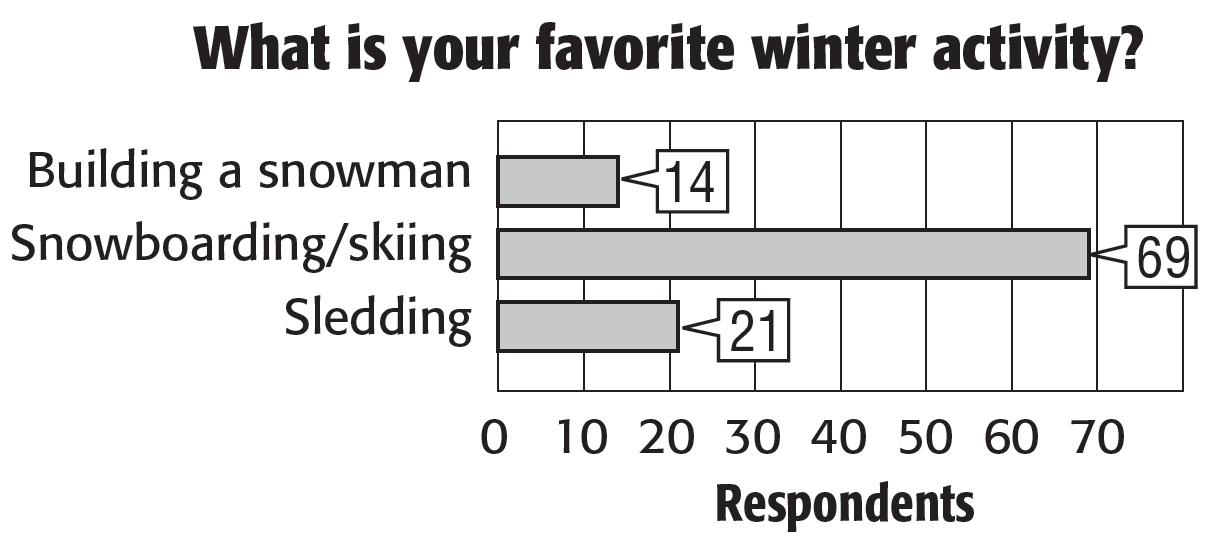 What is your favorite winter activity?
Building a snowman
14
Snowboarding/skiing
69
Sledding
21
0 10 20 30 40 50 60 70
Respondents